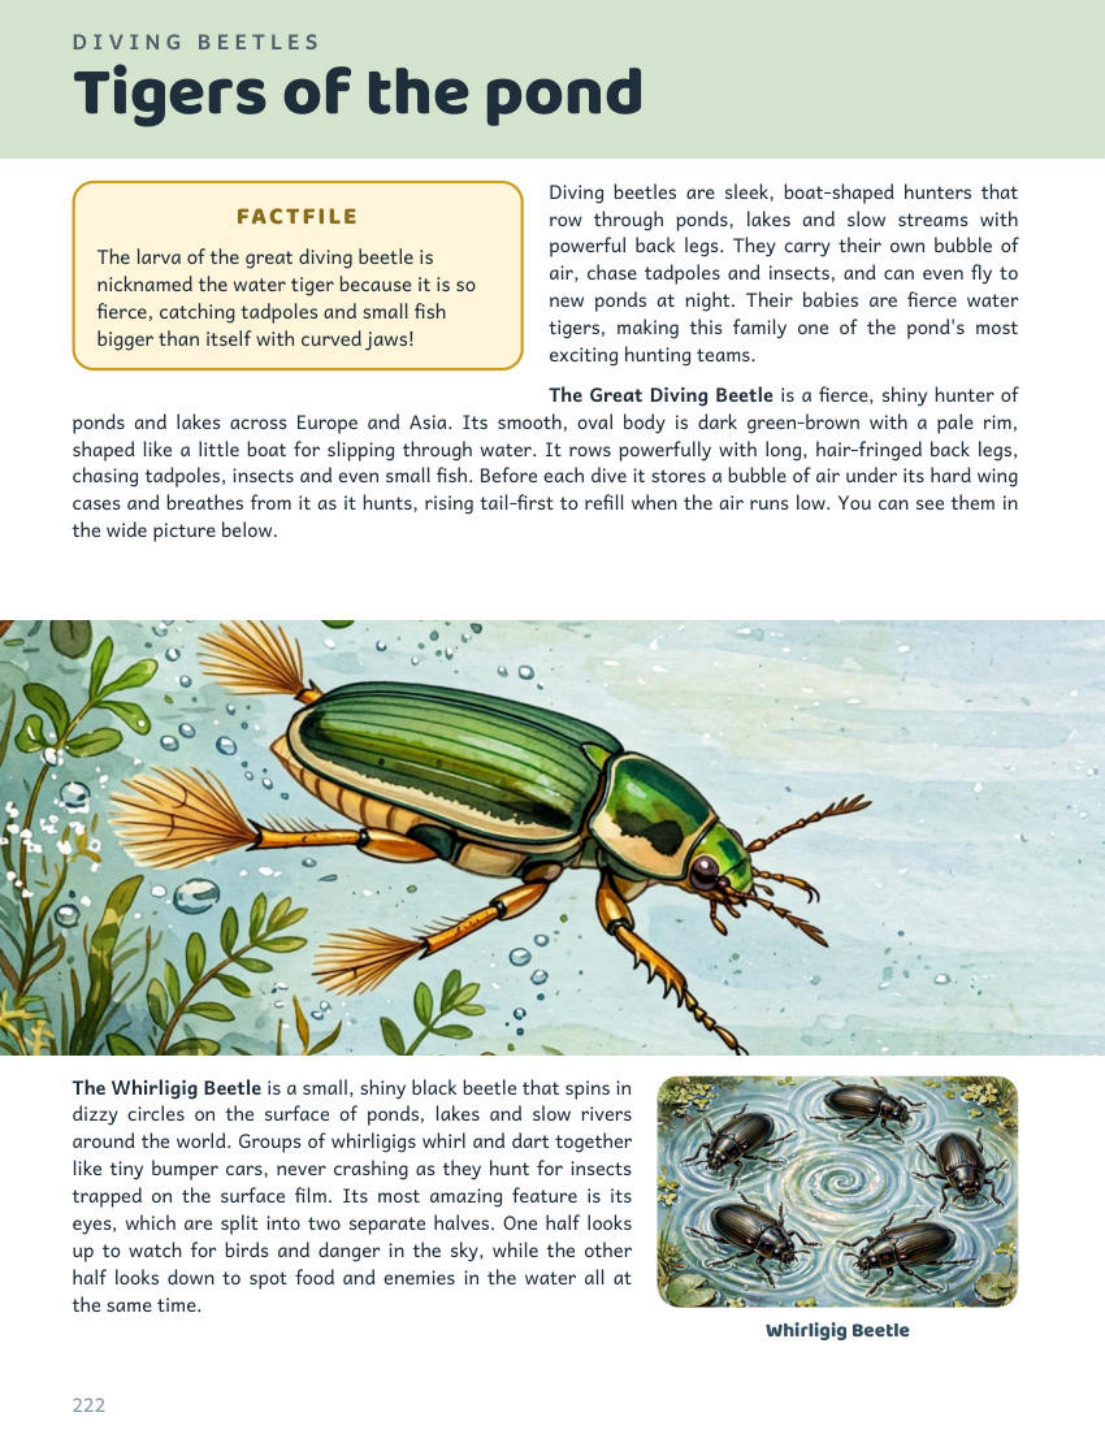 DIVING BEETLES
Tigers of the pond
FACTFILE
The larva of the great diving beetle is
nicknamed the water tiger because it is so
fierce, catching tadpoles and small fish
bigger than itself with curved jaws!
Diving beetles are sleek, boat-shaped hunters that
row through ponds, lakes and slow streams with
powerful back legs. They carry their own bubble of
air, chase tadpoles and insects, and can even fly to
new ponds at night. Their babies are fierce water
tigers, making this family one of the pond's most
exciting hunting teams.
The Great Diving Beetle is a fierce, shiny hunter of
ponds and lakes across Europe and Asia. Its smooth, oval body is dark green-brown with a pale rim,
shaped like a little boat for slipping through water. It rows powerfully with long, hair-fringed back legs,
chasing tadpoles, insects and even small fish. Before each dive it stores a bubble of air under its hard wing
cases and breathes from it as it hunts, rising tail-first to refill when the air runs low. You can see them in
the wide picture below.
The Whirligig Beetle is a small, shiny black beetle that spins in
dizzy circles on the surface of ponds, lakes and slow rivers
around the world. Groups of whirligigs whirl and dart together
like tiny bumper cars, never crashing as they hunt for insects
trapped on the surface film. Its most amazing feature is its
eyes, which are split into two separate halves. One half looks
up to watch for birds and danger in the sky, while the other
half looks down to spot food and enemies in the water all at
the same time.
Whirligig Beetle
222